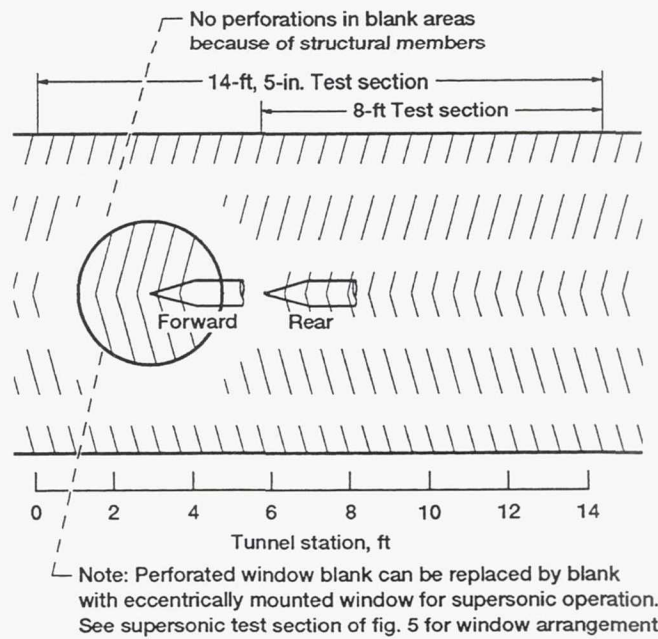 No perforations in blank areas
because of structural members
14-ft, 5-in. Test section
8-ft Test section
Forward
Rear
0 2 4 6 8 10 12 14
Tunnel station, ft
Note: Perforated window blank can be replaced by blank
with eccentrically mounted window for supersonic operation.
See supersonic test section of fig. 5 for window arrangement